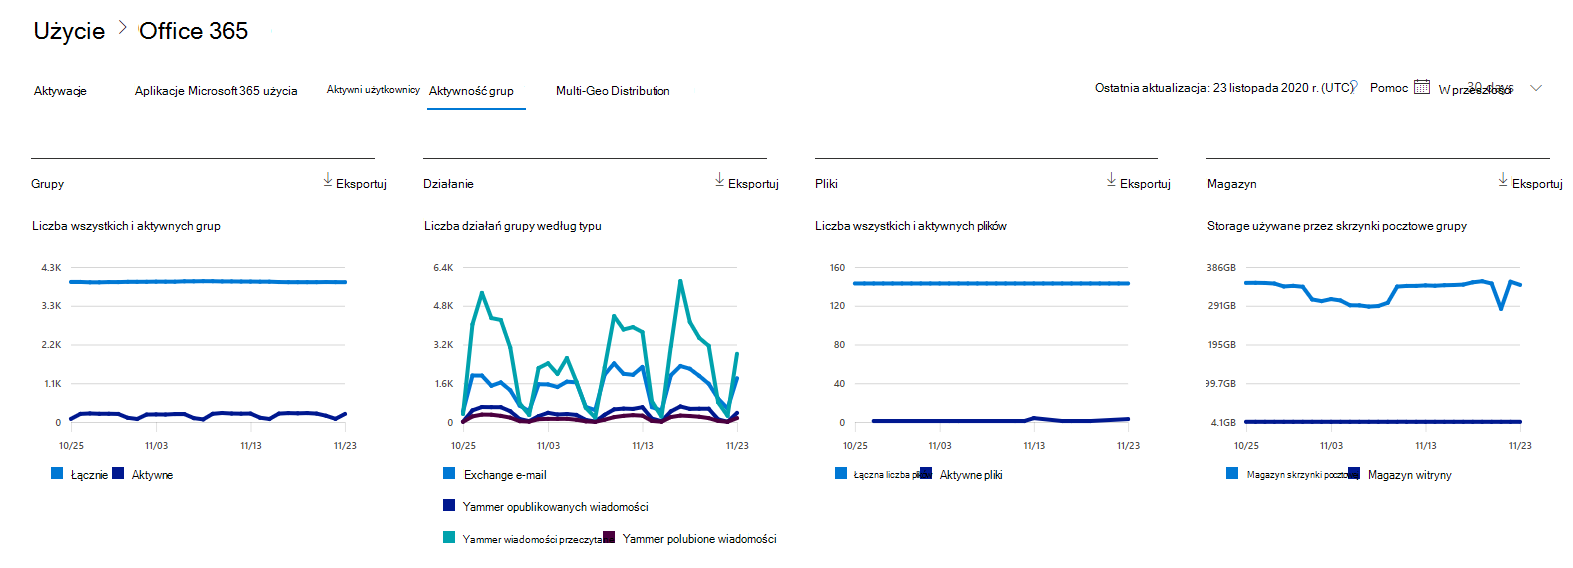 Użycie > Office 365
Aktywacje Aplikacje Microsoft 365 użycia Aktywni użytkownicy Aktywność grup Multi-Geo Distribution
Ostatnia aktualizacja: 23 listopada 2020 r. (UTC) ? Pomoc W przeszłości 30 days
Grupy Eksportuj
Liczba wszystkich i aktywnych grup
4.3K
3.3K
2.2K
1.1K
0
10/25 11/03 11/13 11/23
Łącznie Aktywne
Działanie Eksportuj
Liczba działań grupy według typu
6.4K
4.8K
3.2K
1.6K
0
10/25 11/03 11/13 11/23
Exchange e-mail
Yammer opublikowanych wiadomości
Yammer wiadomości przeczytane Yammer polubione wiadomości
Pliki Eksportuj
Liczba wszystkich i aktywnych plików
160
120
80
40
0
10/25 11/03 11/13 11/23
Łączna liczba plików Aktywne pliki
Magazyn Eksportuj
Storage używane przez skrzynki pocztowe grupy
386GB
291GB
195GB
99.7GB
4.1GB
10/25 11/03 11/13 11/23
Magazyn skrzynki pocztowej Magazyn witryny